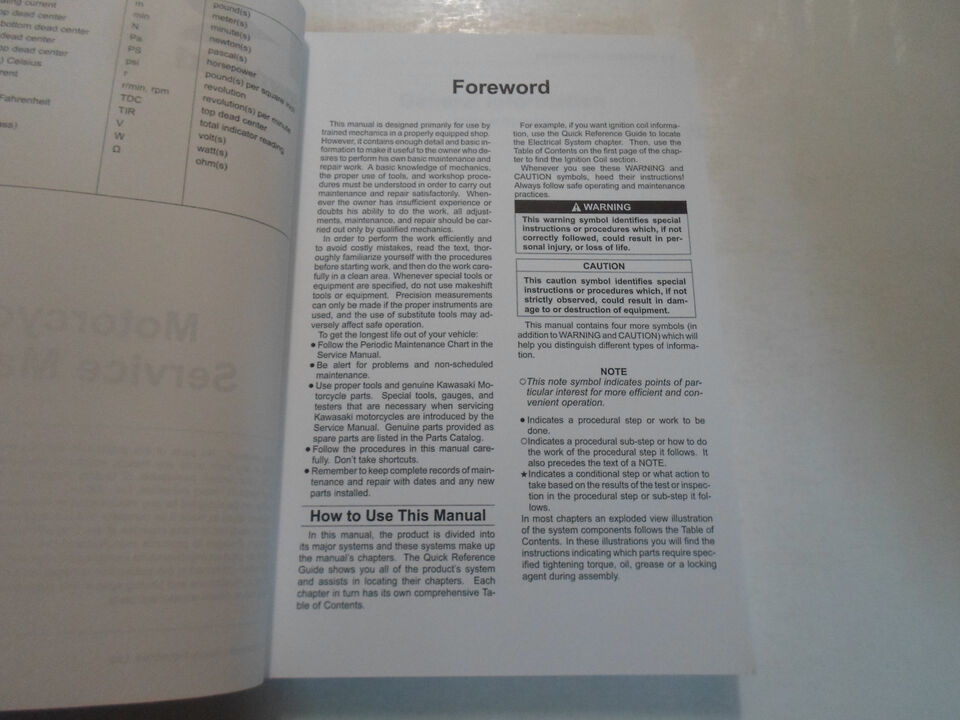 ating current
p dead center
bottom dead center
dead center
op dead center
) Celsius
rent
Fahrenheit
m
min
N
Pa
PS
psi
r
r/min, rpm
TDC
TIR
V
W
Ω
pound(s)
meter(s)
minute(s)
newton(s)
pascal(s)
horsepower
pound(s) per square inch
revolution
revolution(s) per minute
top dead center
total indicator reading
volt(s)
watt(s)
ohm(s)
Foreword
This manual is designed primarily for use by
trained mechanics in a properly equipped shop.
However, it contains enough detail and basic in-
formation to make it useful to the owner who de-
sires to perform his own basic maintenance and
repair work. A basic knowledge of mechanics,
the proper use of tools, and workshop proce-
dures must be understood in order to carry out
maintenance and repair satisfactorily. When-
ever the owner has insufficient experience or
doubts his ability to do the work, all adjust-
ments, maintenance, and repair should be car-
ried out only by qualified mechanics.
In order to perform the work efficiently and
to avoid costly mistakes, read the text, thor-
oughly familiarize yourself with the procedures
before starting work, and then do the work care-
fully in a clean area. Whenever special tools or
equipment are specified, do not use makeshift
tools or equipment. Precision measurements
can only be made if the proper instruments are
used, and the use of substitute tools may ad-
versely affect safe operation.
To get the longest life out of your vehicle:
● Follow the Periodic Maintenance Chart in the
Service Manual.
● Be alert for problems and non-scheduled
maintenance.
● Use proper tools and genuine Kawasaki Mo-
torcycle parts. Special tools, gauges, and
testers that are necessary when servicing
Kawasaki motorcycles are introduced by the
Service Manual. Genuine parts provided as
spare parts are listed in the Parts Catalog.
● Follow the procedures in this manual care-
fully. Don't take shortcuts.
● Remember to keep complete records of main-
tenance and repair with dates and any new
parts installed.
How to Use This Manual
In this manual, the product is divided into
its major systems and these systems make up
the manual's chapters. The Quick Reference
Guide shows you all of the product's system
and assists in locating their chapters. Each
chapter in turn has its own comprehensive Ta-
ble of Contents.
For example, if you want ignition coil informa-
tion, use the Quick Reference Guide to locate
the Electrical System chapter. Then, use the
Table of Contents on the first page of the chap-
ter to find the Ignition Coil section.
Whenever you see these WARNING and
CAUTION symbols, heed their instructions!
Always follow safe operating and maintenance
practices.
⚠ WARNING
This warning symbol identifies special
instructions or procedures which, if not
correctly followed, could result in per-
sonal injury, or loss of life.
CAUTION
This caution symbol identifies special
instructions or procedures which, if not
strictly observed, could result in dam-
age to or destruction of equipment.
This manual contains four more symbols (in
addition to WARNING and CAUTION) which will
help you distinguish different types of informa-
tion.
NOTE
○This note symbol indicates points of par-
ticular interest for more efficient and con-
venient operation.
● Indicates a procedural step or work to be
done.
○Indicates a procedural sub-step or how to do
the work of the procedural step it follows. It
also precedes the text of a NOTE.
★Indicates a conditional step or what action to
take based on the results of the test or inspec-
tion in the procedural step or sub-step it fol-
lows.
In most chapters an exploded view illustration
of the system components follows the Table of
Contents. In these illustrations you will find the
instructions indicating which parts require spec-
ified tightening torque, oil, grease or a locking
agent during assembly.